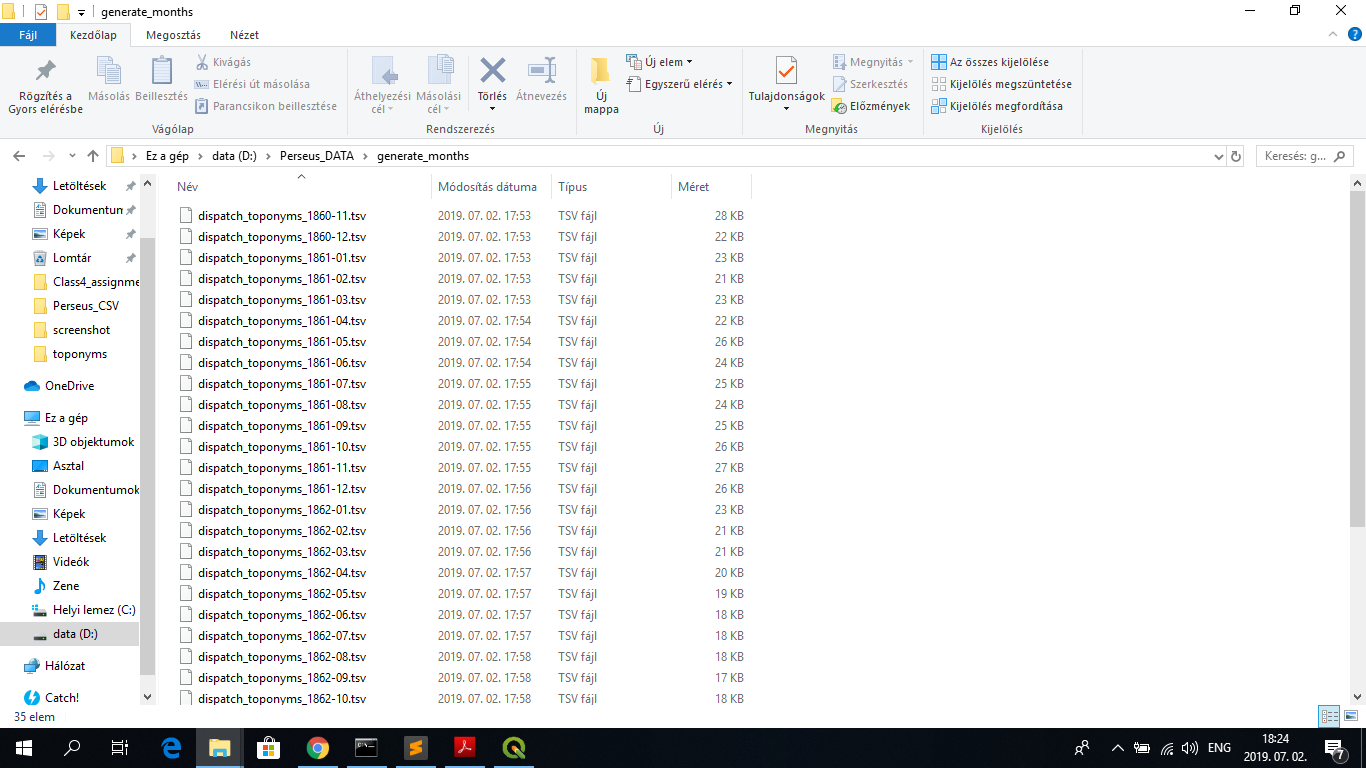 generate_months
Fájl Kezdőlap Megosztás Nézet
Rögzítés a Gyors elérésbe
Másolás
Beillesztés
Kivágás
Elérési út másolása
Parancsikon beillesztése
Vágólap
Áthelyezési cél
Másolási cél
Törlés
Átnevezés
Rendszerezés
Új mappa
Új elem
Egyszerű elérés
Új
Tulajdonságok
Megnyitás
Szerkesztés
Előzmények
Megnyitás
Az összes kijelölése
Kijelölés megszüntetése
Kijelölés megfordítása
Kijelölés
Ez a gép > data (D:) > Perseus_DATA > generate_months
Keresés: g...
Letöltések
Dokumentum
Képek
Lomtár
Class4_assignme
Perseus_CSV
screenshot
toponyms
OneDrive
Ez a gép
3D objektumok
Asztal
Dokumentumok
Képek
Letöltések
Videók
Zene
Helyi lemez (C:)
data (D:)
Hálózat
Catch!
Név Módosítás dátuma Típus Méret
dispatch_toponyms_1860-11.tsv 2019. 07. 02. 17:53 TSV fájl 28 KB
dispatch_toponyms_1860-12.tsv 2019. 07. 02. 17:53 TSV fájl 22 KB
dispatch_toponyms_1861-01.tsv 2019. 07. 02. 17:53 TSV fájl 23 KB
dispatch_toponyms_1861-02.tsv 2019. 07. 02. 17:53 TSV fájl 21 KB
dispatch_toponyms_1861-03.tsv 2019. 07. 02. 17:53 TSV fájl 23 KB
dispatch_toponyms_1861-04.tsv 2019. 07. 02. 17:54 TSV fájl 22 KB
dispatch_toponyms_1861-05.tsv 2019. 07. 02. 17:54 TSV fájl 26 KB
dispatch_toponyms_1861-06.tsv 2019. 07. 02. 17:54 TSV fájl 24 KB
dispatch_toponyms_1861-07.tsv 2019. 07. 02. 17:55 TSV fájl 25 KB
dispatch_toponyms_1861-08.tsv 2019. 07. 02. 17:55 TSV fájl 24 KB
dispatch_toponyms_1861-09.tsv 2019. 07. 02. 17:55 TSV fájl 25 KB
dispatch_toponyms_1861-10.tsv 2019. 07. 02. 17:55 TSV fájl 26 KB
dispatch_toponyms_1861-11.tsv 2019. 07. 02. 17:55 TSV fájl 27 KB
dispatch_toponyms_1861-12.tsv 2019. 07. 02. 17:56 TSV fájl 26 KB
dispatch_toponyms_1862-01.tsv 2019. 07. 02. 17:56 TSV fájl 23 KB
dispatch_toponyms_1862-02.tsv 2019. 07. 02. 17:56 TSV fájl 21 KB
dispatch_toponyms_1862-03.tsv 2019. 07. 02. 17:56 TSV fájl 21 KB
dispatch_toponyms_1862-04.tsv 2019. 07. 02. 17:57 TSV fájl 20 KB
dispatch_toponyms_1862-05.tsv 2019. 07. 02. 17:57 TSV fájl 19 KB
dispatch_toponyms_1862-06.tsv 2019. 07. 02. 17:57 TSV fájl 18 KB
dispatch_toponyms_1862-07.tsv 2019. 07. 02. 17:57 TSV fájl 18 KB
dispatch_toponyms_1862-08.tsv 2019. 07. 02. 17:58 TSV fájl 18 KB
dispatch_toponyms_1862-09.tsv 2019. 07. 02. 17:58 TSV fájl 17 KB
dispatch_toponyms_1862-10.tsv 2019. 07. 02. 17:58 TSV fájl 18 KB
35 elem
ENG
18:24
2019. 07. 02.
7